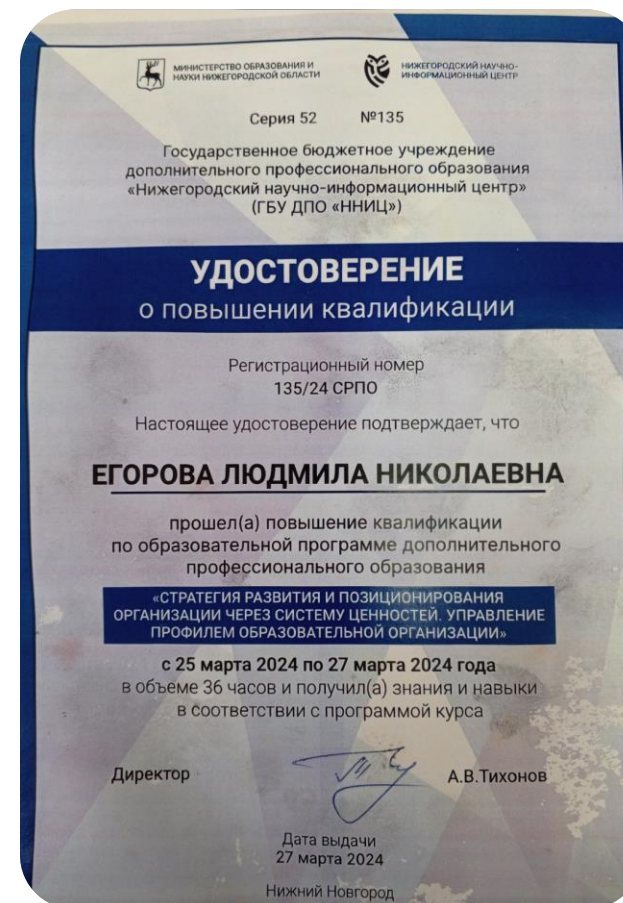 МИНИСТЕРСТВО ОБРАЗОВАНИЯ И
НАУКИ НИЖЕГОРОДСКОЙ ОБЛАСТИ
НИЖЕГОРОДСКИЙ НАУЧНО-
ИНФОРМАЦИОННЫЙ ЦЕНТР
Серия 52 №135
Государственное бюджетное учреждение
дополнительного профессионального образования
«Нижегородский научно-информационный центр»
(ГБУ ДПО «ННИЦ»)
УДОСТОВЕРЕНИЕ
о повышении квалификации
Регистрационный номер
135/24 СРПО
Настоящее удостоверение подтверждает, что
ЕГОРОВА ЛЮДМИЛА НИКОЛАЕВНА
прошел(а) повышение квалификации
по образовательной программе дополнительного
профессионального образования
«СТРАТЕГИЯ РАЗВИТИЯ И ПОЗИЦИОНИРОВАНИЯ
ОРГАНИЗАЦИИ ЧЕРЕЗ СИСТЕМУ ЦЕННОСТЕЙ. УПРАВЛЕНИЕ
ПРОФИЛЕМ ОБРАЗОВАТЕЛЬНОЙ ОРГАНИЗАЦИИ»
с 25 марта 2024 по 27 марта 2024 года
в объеме 36 часов и получил(а) знания и навыки
в соответствии с программой курса
Директор А.В.Тихонов
Дата выдачи
27 марта 2024
Нижний Новгород